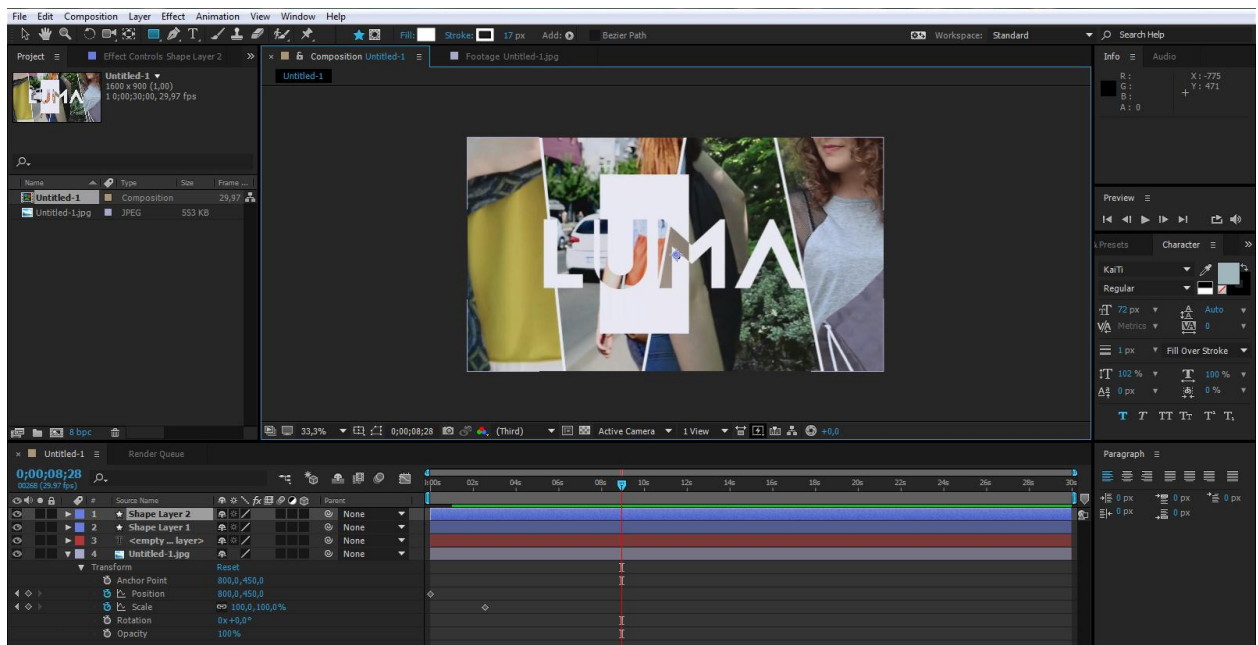 File Edit Composition Layer Effect Animation View Window Help
Fill: Stroke: 17 px Add: Bezier Path Workspace: Standard Search Help
Project Effect Controls Shape Layer 2 Composition Untitled-1 Footage Untitled-1.jpg Info Audio
Untitled-1
1600 x 900 (1,00)
1 0;00;30;00, 29,97 fps
Untitled-1
R: X: -775
G: Y: 471
B:
A: 0
LUMA
LUMA
Name Type Size Frame ...
Untitled-1 Composition 29,97
Untitled-1.jpg JPEG 553 KB
Preview
Presets Character
KaiTi
Regular
72 px Auto
Metrics 0
1 px Fill Over Stroke
102 % 100 %
0 px 0 %
T T TT Tr T' T,
8 bpc
33,3% 0;00;08;28 (Third) Active Camera 1 View +0,0
Untitled-1 Render Queue
Paragraph
0;00;08;28
00268 (29.97 fps)
:00s 02s 04s 06s 08s 10s 12s 14s 16s 18s 20s 22s 24s 26s 28s 30s
# Source Name Parent
0 px 0 px 0 px
0 px 0 px
1 Shape Layer 2 None
2 Shape Layer 1 None
3 T <empty ... layer> None
4 Untitled-1.jpg None
Transform Reset
Anchor Point 800,0,450,0
Position 800,0,450,0
Scale 100,0,100,0%
Rotation 0x+0,0°
Opacity 100%